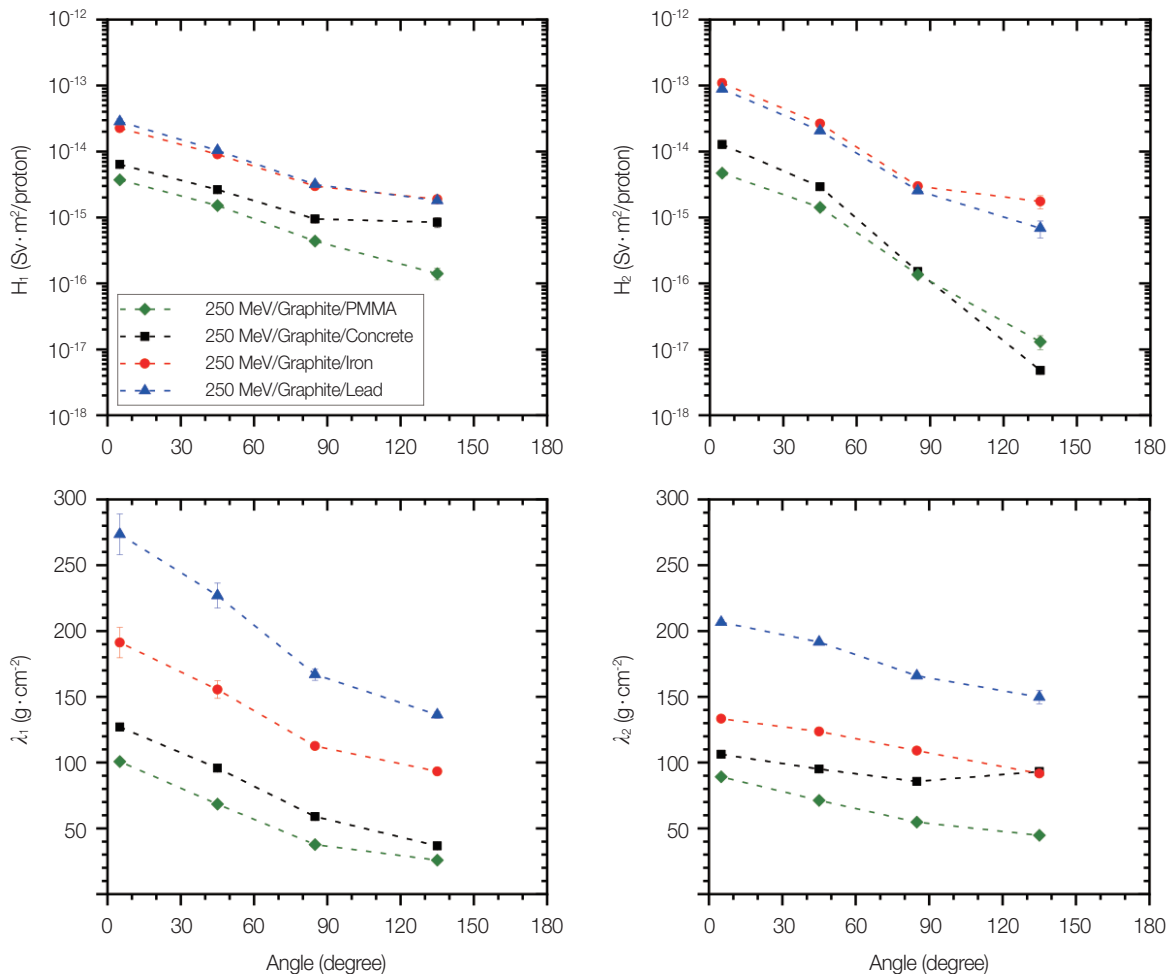 10⁻¹²
10⁻¹³
10⁻¹⁴
10⁻¹⁵
10⁻¹⁶
10⁻¹⁷
10⁻¹⁸
H₁ (Sv· m²/proton)
250 MeV/Graphite/PMMA
250 MeV/Graphite/Concrete
250 MeV/Graphite/Iron
250 MeV/Graphite/Lead
0 30 60 90 120 150 180
10⁻¹²
10⁻¹³
10⁻¹⁴
10⁻¹⁵
10⁻¹⁶
10⁻¹⁷
10⁻¹⁸
H₂ (Sv· m²/proton)
0 30 60 90 120 150 180
300
250
200
150
100
50
λ₁ (g·cm⁻²)
0 30 60 90 120 150 180
Angle (degree)
300
250
200
150
100
50
λ₂ (g·cm⁻²)
0 30 60 90 120 150 180
Angle (degree)